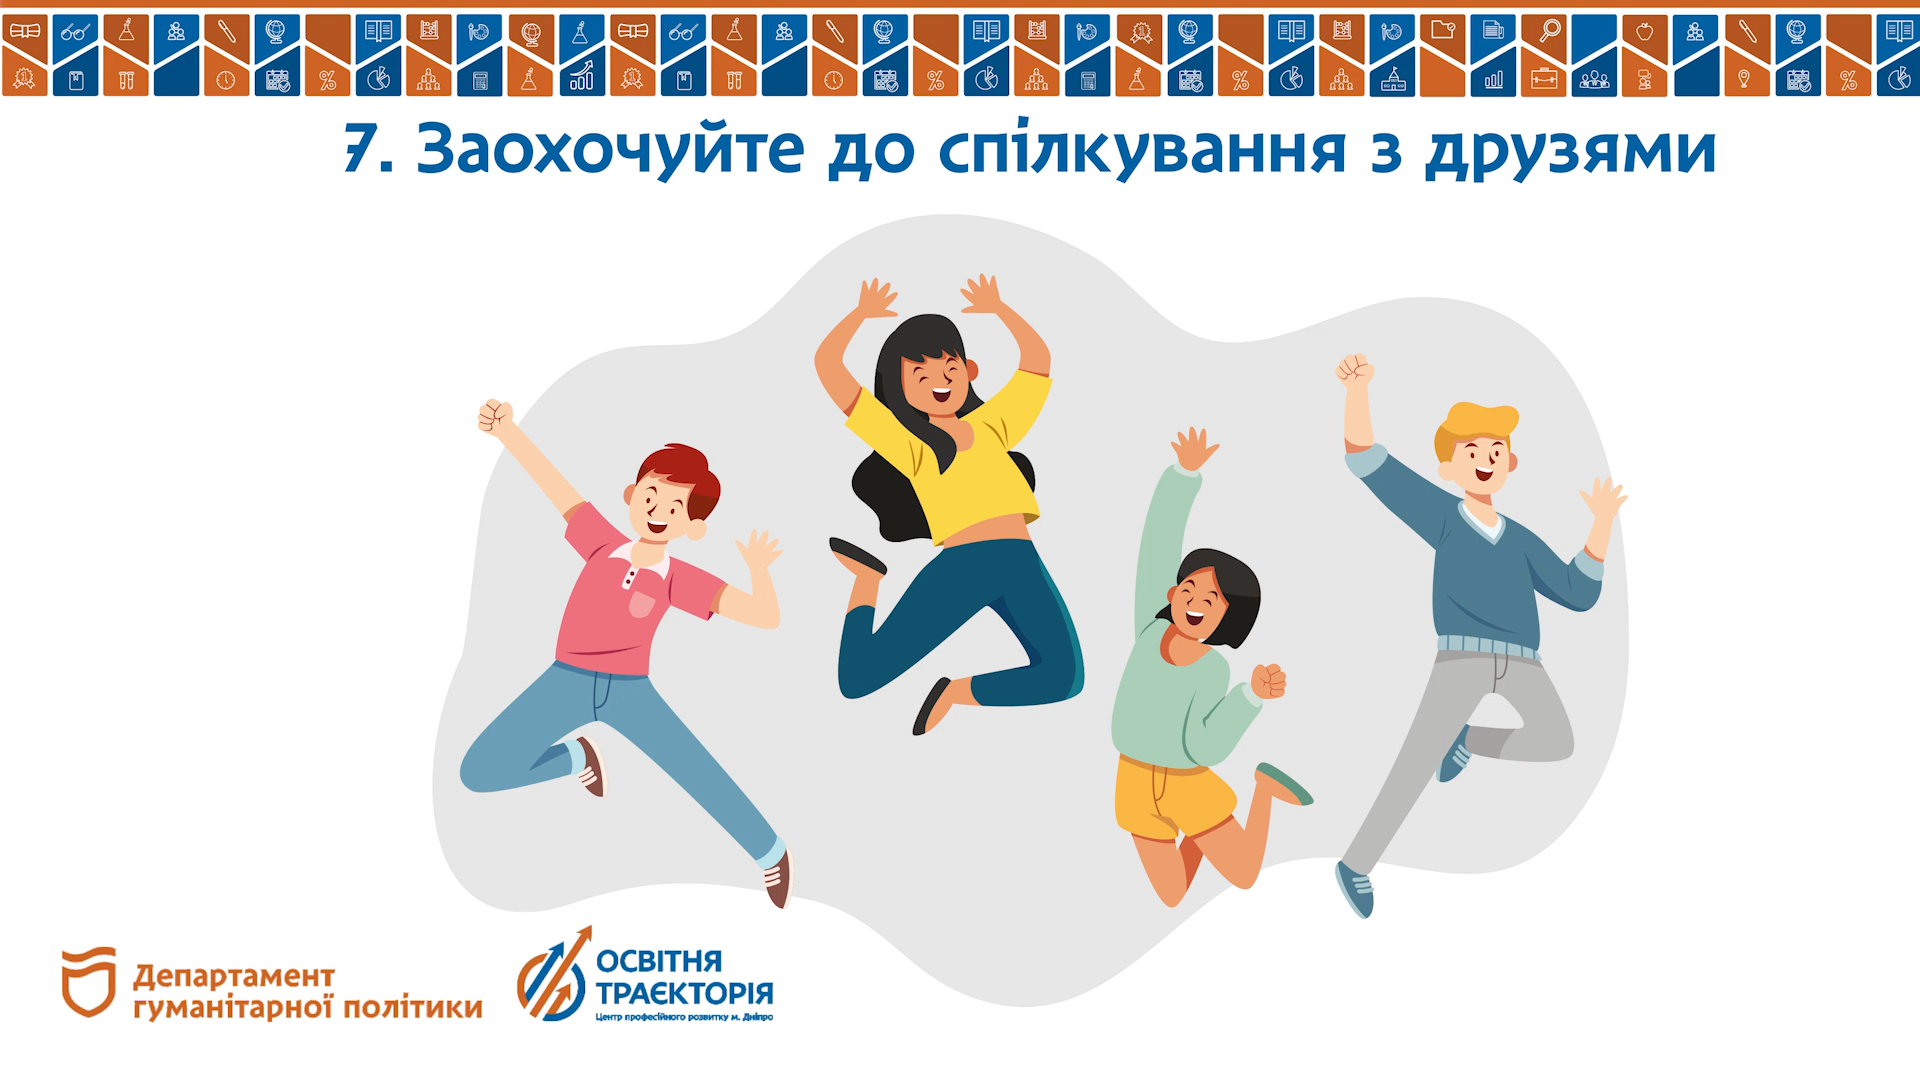 7. Заохочуйте до спілкування з друзями
Департамент
гуманітарної політики
ОСВІТНЯ
ТРАЄКТОРІЯ
Центр професійного розвитку м. Дніпро